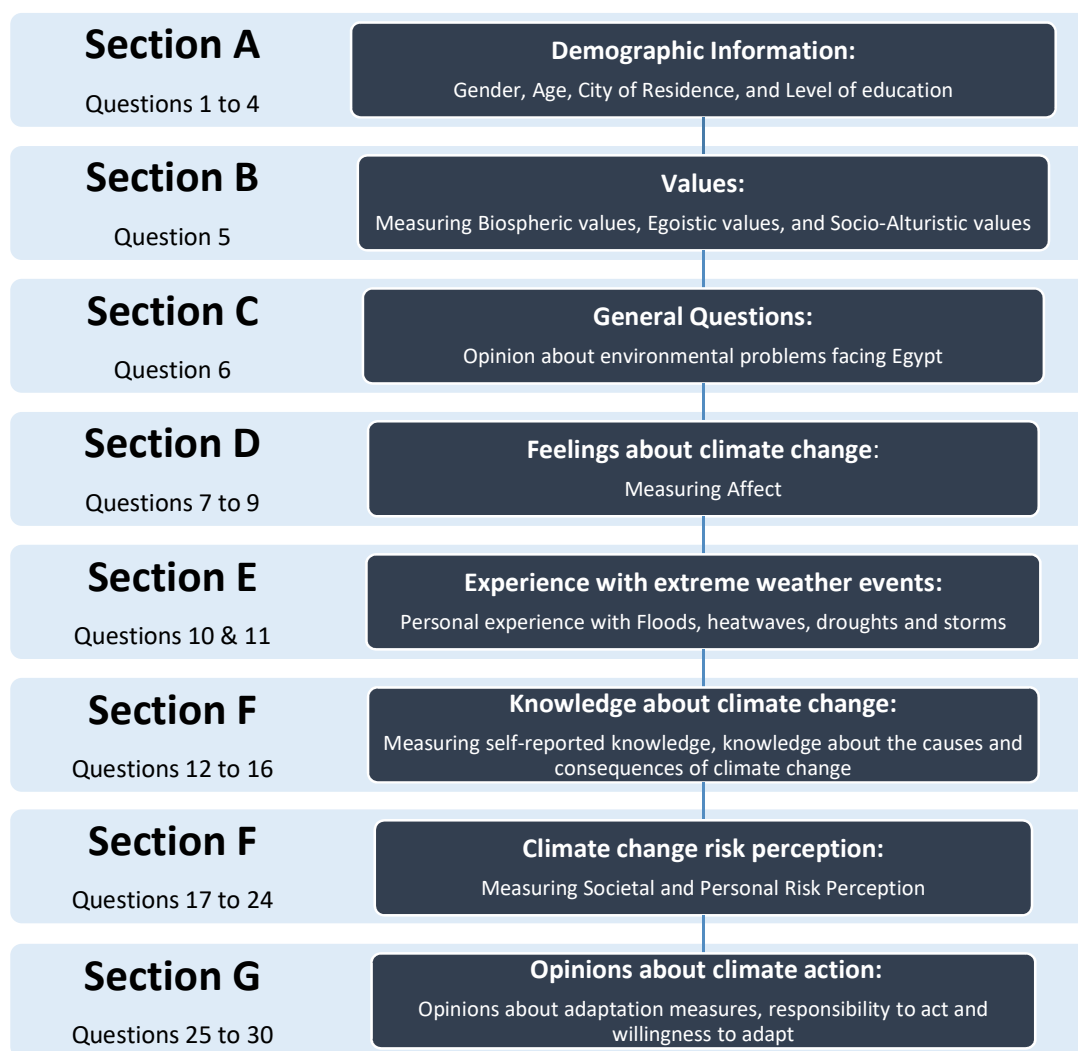 Section A
Questions 1 to 4
Demographic Information:
Gender, Age, City of Residence, and Level of education
Section B
Question 5
Values:
Measuring Biospheric values, Egoistic values, and Socio-Alturistic values
Section C
Question 6
General Questions:
Opinion about environmental problems facing Egypt
Section D
Questions 7 to 9
Feelings about climate change:
Measuring Affect
Section E
Questions 10 & 11
Experience with extreme weather events:
Personal experience with Floods, heatwaves, droughts and storms
Section F
Questions 12 to 16
Knowledge about climate change:
Measuring self-reported knowledge, knowledge about the causes and
consequences of climate change
Section F
Questions 17 to 24
Climate change risk perception:
Measuring Societal and Personal Risk Perception
Section G
Questions 25 to 30
Opinions about climate action:
Opinions about adaptation measures, responsibility to act and
willingness to adapt